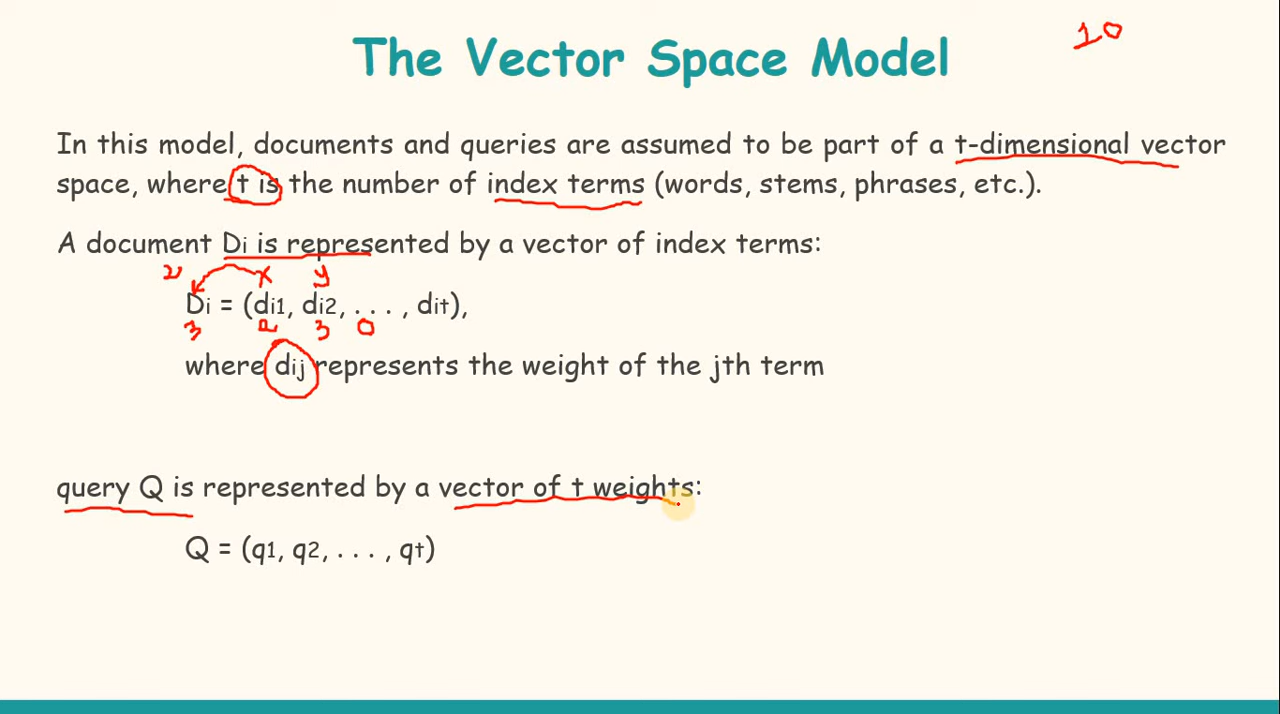 The Vector Space Model
10
In this model, documents and queries are assumed to be part of a t-dimensional vector
space, where t is the number of index terms (words, stems, phrases, etc.).
A document Di is represented by a vector of index terms:
x y
Di = (di1, di2, . . . , dit),
3 2 3 0
where dij represents the weight of the jth term
query Q is represented by a vector of t weights:
Q = (q1, q2, . . . , qt)